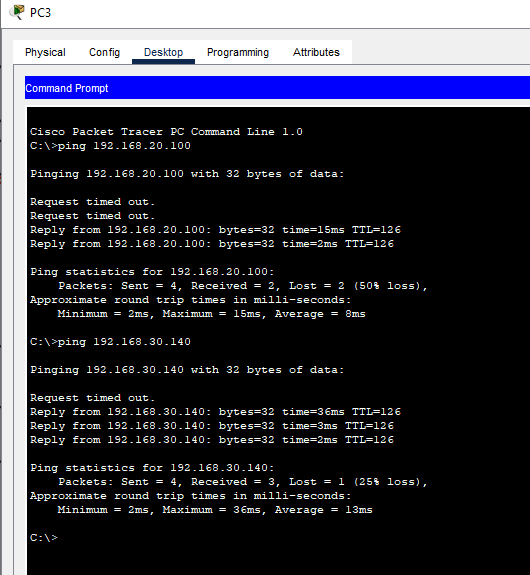 PC3
Physical Config Desktop Programming Attributes
Command Prompt
Cisco Packet Tracer PC Command Line 1.0
C:\>ping 192.168.20.100
Pinging 192.168.20.100 with 32 bytes of data:
Request timed out.
Request timed out.
Reply from 192.168.20.100: bytes=32 time=15ms TTL=126
Reply from 192.168.20.100: bytes=32 time=2ms TTL=126
Ping statistics for 192.168.20.100:
    Packets: Sent = 4, Received = 2, Lost = 2 (50% loss),
Approximate round trip times in milli-seconds:
    Minimum = 2ms, Maximum = 15ms, Average = 8ms
C:\>ping 192.168.30.140
Pinging 192.168.30.140 with 32 bytes of data:
Request timed out.
Reply from 192.168.30.140: bytes=32 time=36ms TTL=126
Reply from 192.168.30.140: bytes=32 time=3ms TTL=126
Reply from 192.168.30.140: bytes=32 time=2ms TTL=126
Ping statistics for 192.168.30.140:
    Packets: Sent = 4, Received = 3, Lost = 1 (25% loss),
Approximate round trip times in milli-seconds:
    Minimum = 2ms, Maximum = 36ms, Average = 13ms
C:\>